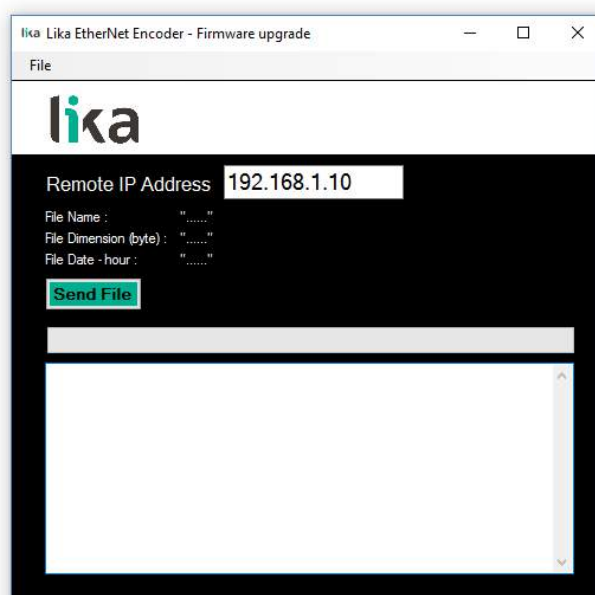 lika Lika EtherNet Encoder - Firmware upgrade
File
lika
Remote IP Address 192.168.1.10
File Name : "......"
File Dimension (byte) : "......"
File Date - hour : "......"
Send File